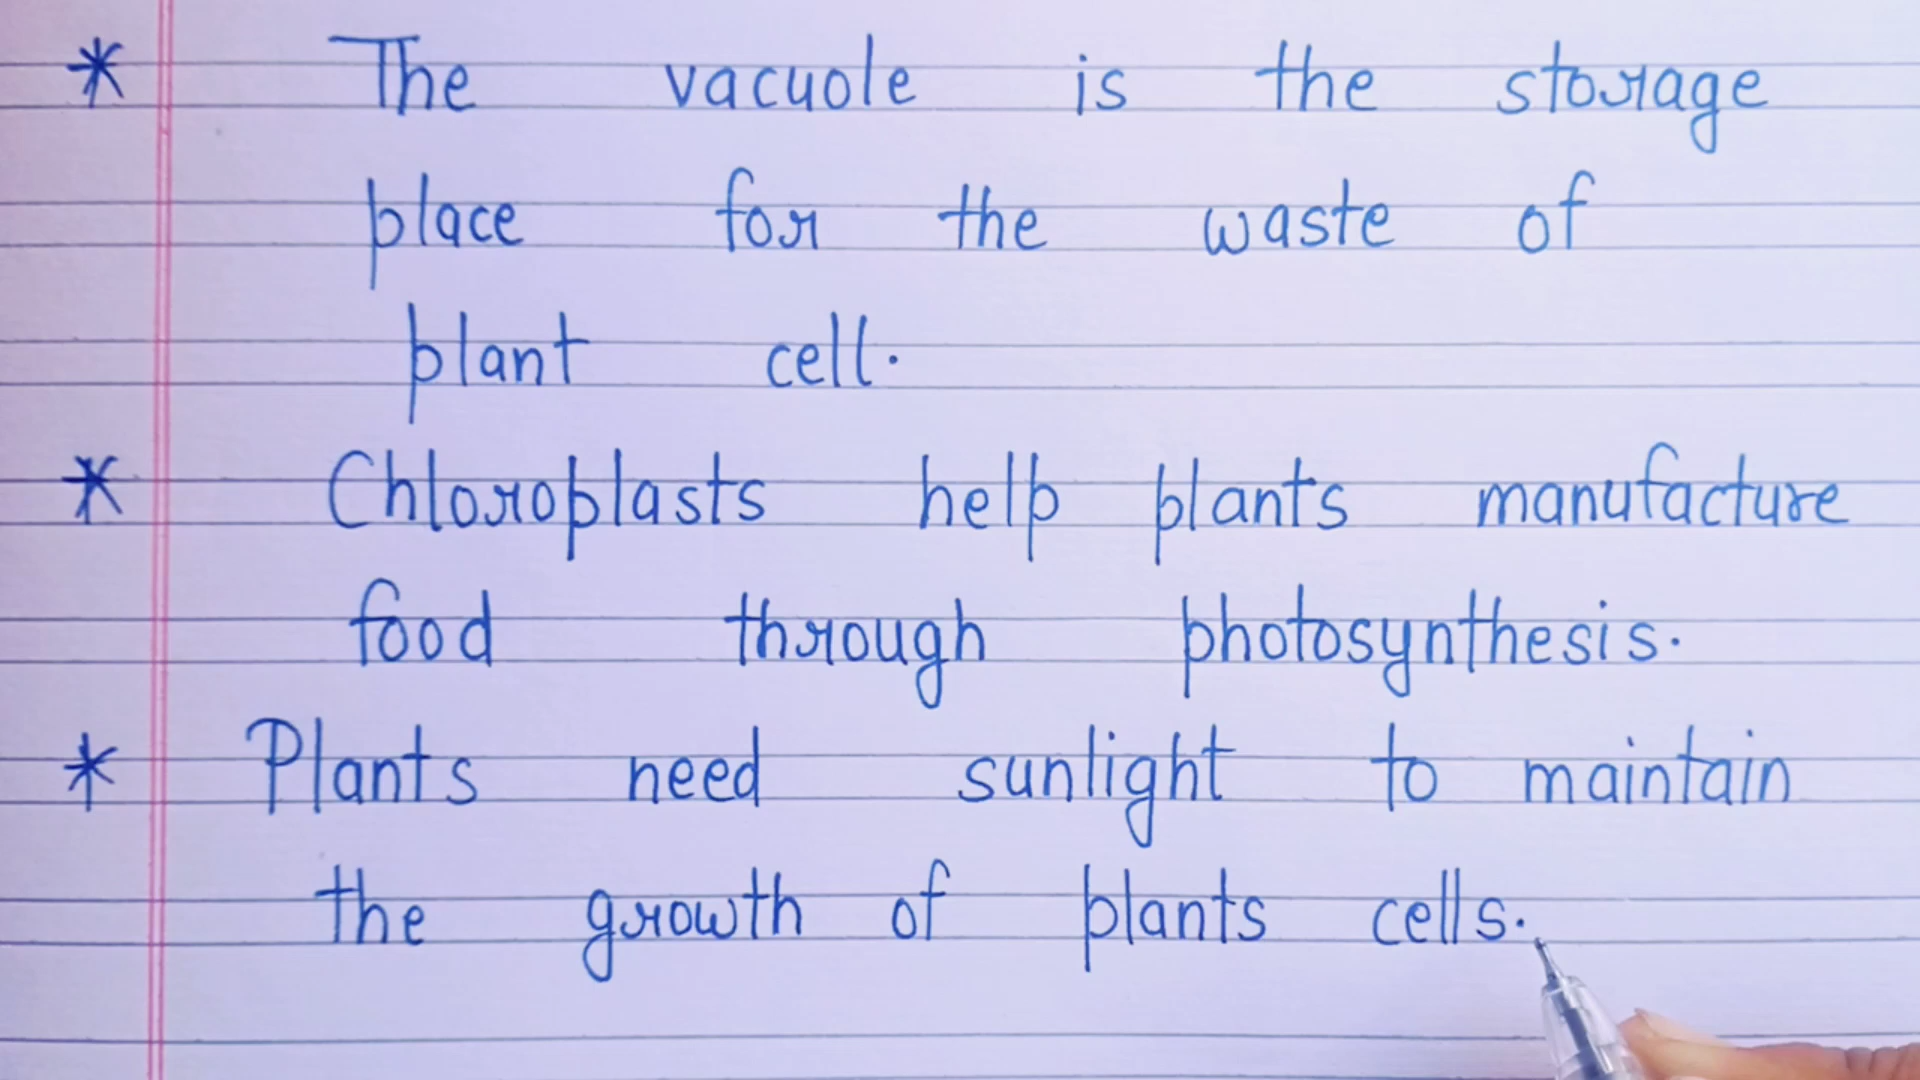 * The vacuole is the storage
place for the waste of
plant cell.
* Chloroplasts help plants manufacture
food through photosynthesis.
* Plants need sunlight to maintain
the growth of plants cells.